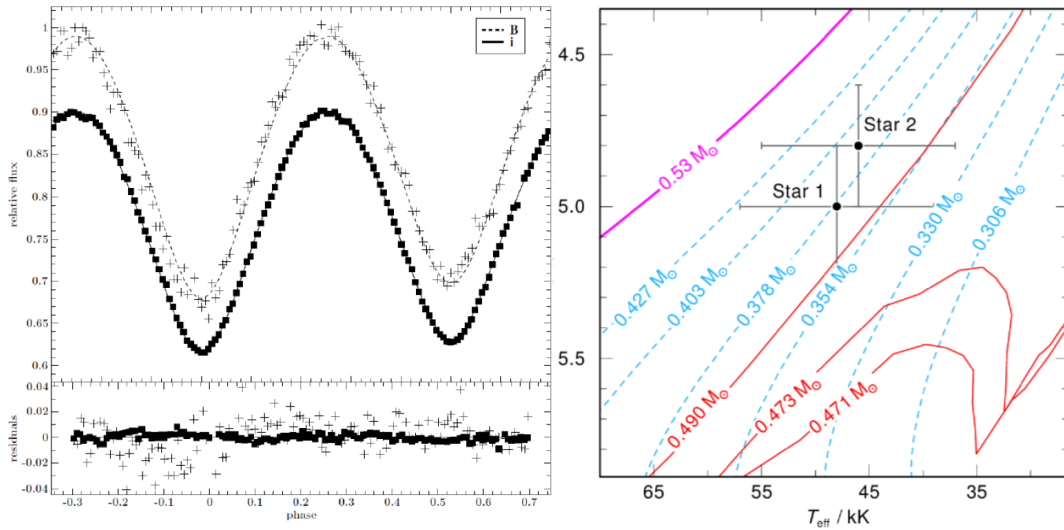 B
i
relative flux
1
0.95
0.9
0.85
0.8
0.75
0.7
0.65
0.6
residuals
0.04
0.02
0
-0.02
-0.04
-0.3
-0.2
-0.1
0
0.1
0.2
0.3
0.4
0.5
0.6
0.7
phase
4.5
5.0
5.5
0.53 M☉
Star 2
Star 1
0.427 M☉
0.403 M☉
0.378 M☉
0.354 M☉
0.330 M☉
0.306 M☉
0.490 M☉
0.473 M☉
0.471 M☉
65
55
45
35
Teff / kK